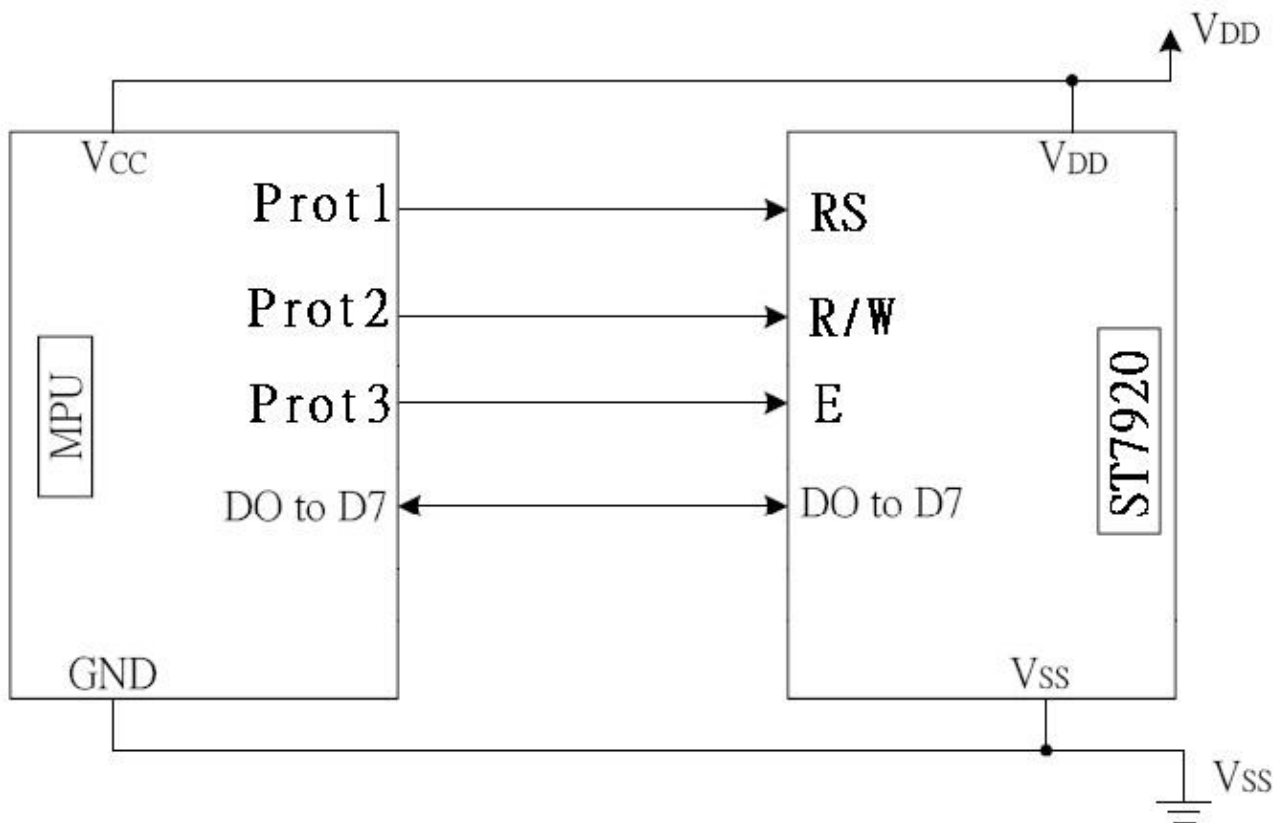 VDD
VCC
VDD
Prot1
RS
Prot2
R/W
Prot3
E
MPU
ST7920
DO to D7
DO to D7
GND
VSS
VSS